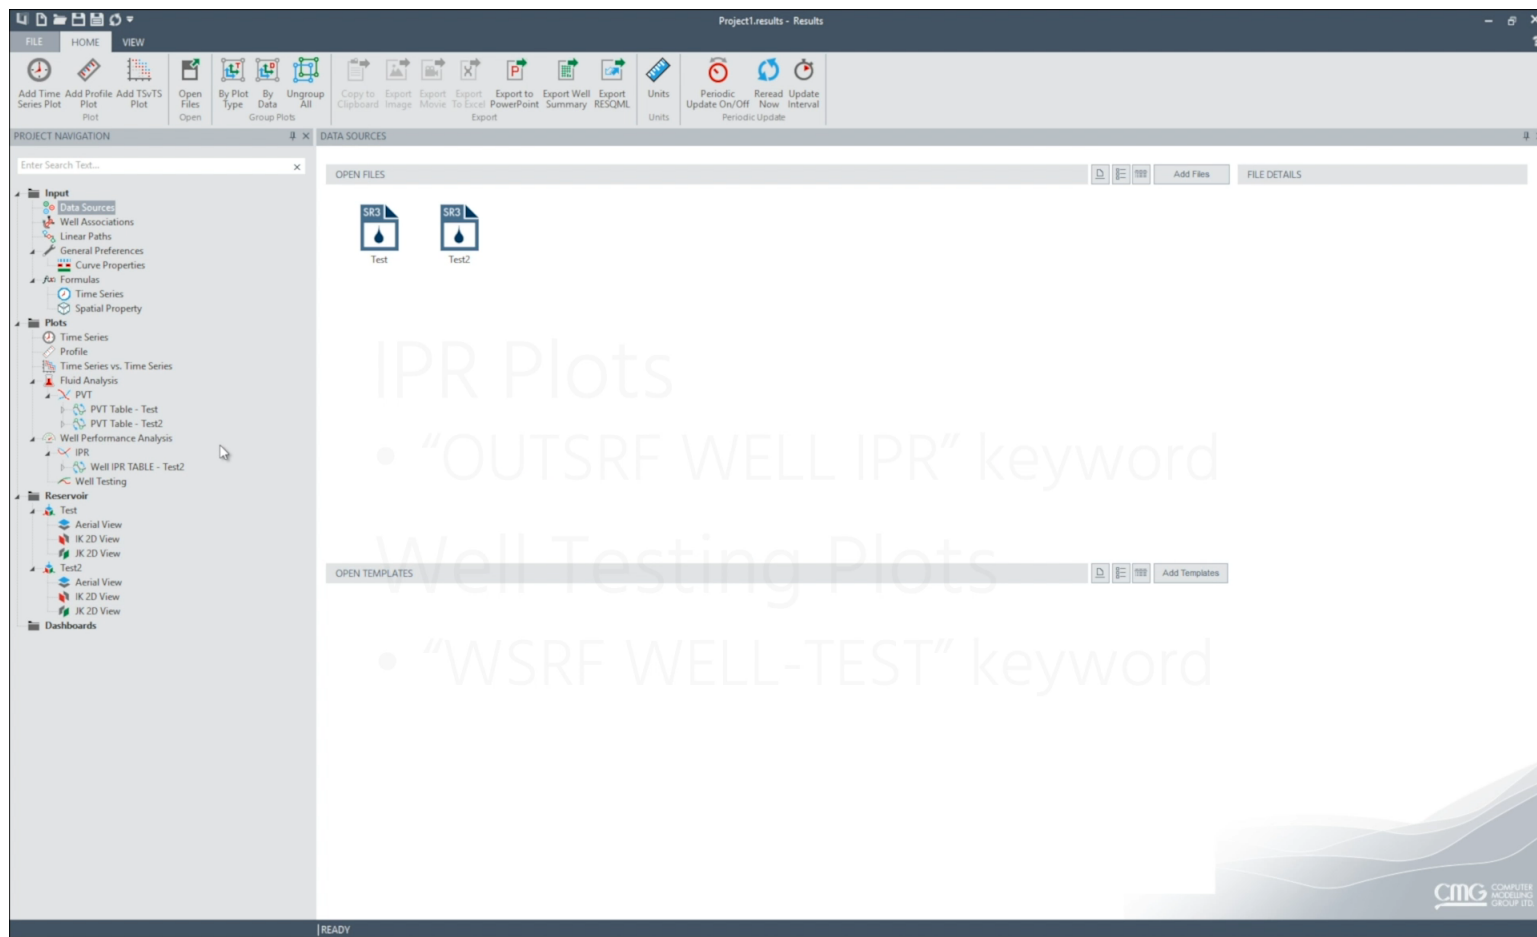 Project1.results - Results
FILE HOME VIEW
Add Time Series Plot
Add Profile Plot
Add TSvTS Plot
Plot
Open Files
Open
By Plot Type
By Data
Ungroup All
Group Plots
Copy to Clipboard
Export Image
Export Movie
Export To Excel
Export to PowerPoint
Export Well Summary
Export RESQML
Export
Units
Units
Periodic Update On/Off
Reread Now
Update Interval
Periodic Update
PROJECT NAVIGATION
Enter Search Text...
Input
Data Sources
Well Associations
Linear Paths
General Preferences
Curve Properties
Formulas
Time Series
Spatial Property
Plots
Time Series
Profile
Time Series vs. Time Series
Fluid Analysis
PVT
PVT Table - Test
PVT Table - Test2
Well Performance Analysis
IPR
Well IPR TABLE - Test2
Well Testing
Reservoir
Test
Aerial View
IK 2D View
JK 2D View
Test2
Aerial View
IK 2D View
JK 2D View
Dashboards
DATA SOURCES
OPEN FILES
Add Files
FILE DETAILS
SR3
Test
SR3
Test2
IPR Plots
• “OUTSRF WELL IPR” keyword
Well Testing Plots
• “WSRF WELL-TEST” keyword
OPEN TEMPLATES
Add Templates
CMG COMPUTER
MODELLING
GROUP LTD.
READY